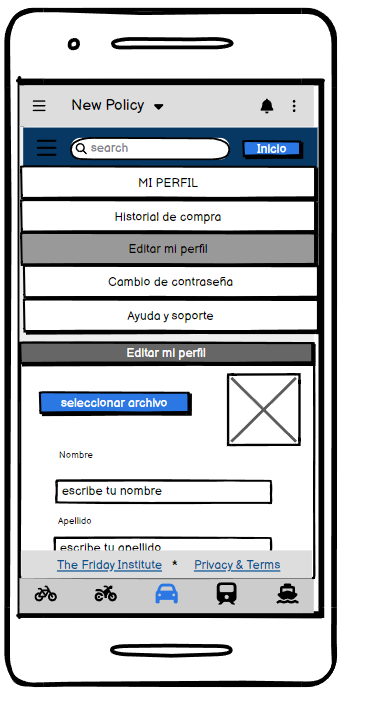 New Policy
search
Inicio
MI PERFIL
Historial de compra
Editar mi perfil
Cambio de contraseña
Ayuda y soporte
Editar mi perfil
seleccionar archivo
Nombre
escribe tu nombre
Apellido
escribe tu apellido
The Friday Institute * Privacy & Terms